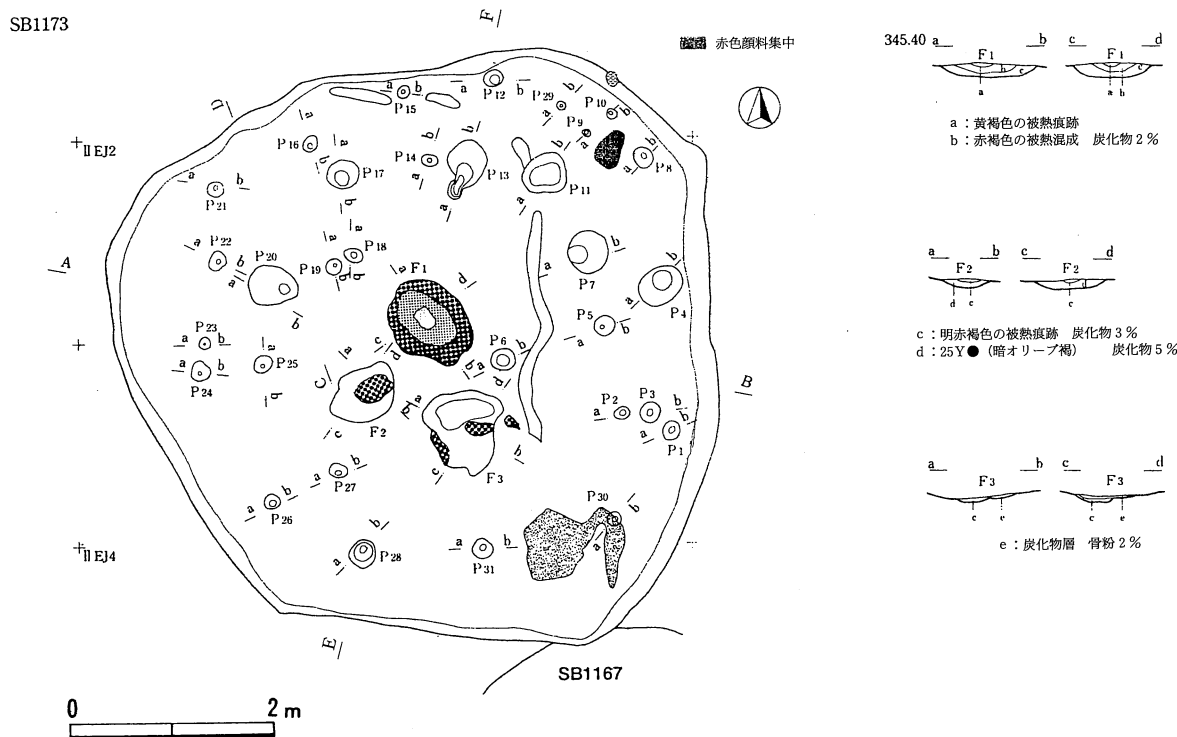 SB1173
赤色顔料集中
F
D
A
C
B
E
P15
P12
P29
P10
P9
P8
P16
P17
P14
P13
P11
P21
P22
P20
P19
P18
F1
P7
P4
P5
P6
P23
P24
P25
F2
F3
P2
P3
P1
P27
P26
P28
P30
P31
EJ2
EJ4
SB1167
0 2 m
345.40 a b c d
F1 F1
a a b
a:黄褐色の被熱痕跡
b:赤褐色の被熱混成 炭化物2%
a b c d
F2 F2
d c c
c:明赤褐色の被熱痕跡 炭化物3%
d:25Y●(暗オリーブ褐) 炭化物5%
a b c d
F3 F3
c e c e
e:炭化物層 骨粉2%